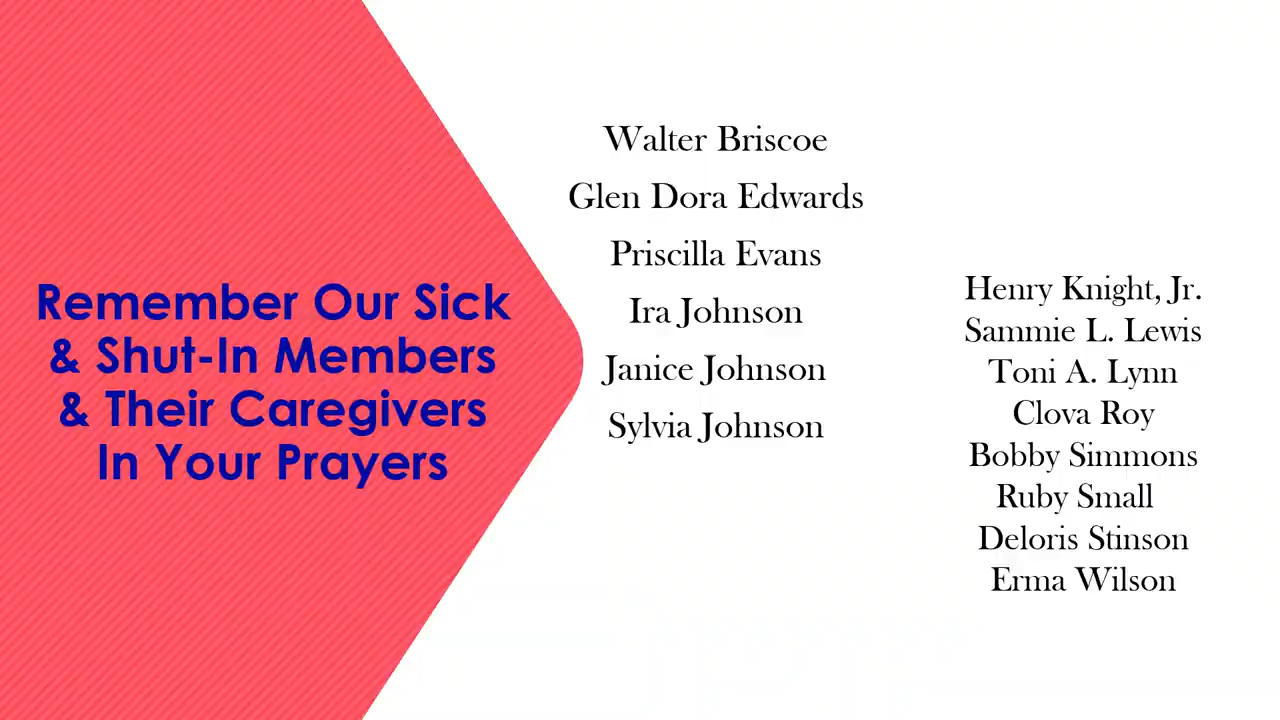 Remember Our Sick
& Shut-In Members
& Their Caregivers
In Your Prayers
Walter Briscoe
Glen Dora Edwards
Priscilla Evans
Ira Johnson
Janice Johnson
Sylvia Johnson
Henry Knight, Jr.
Sammie L. Lewis
Toni A. Lynn
Clova Roy
Bobby Simmons
Ruby Small
Deloris Stinson
Erma Wilson